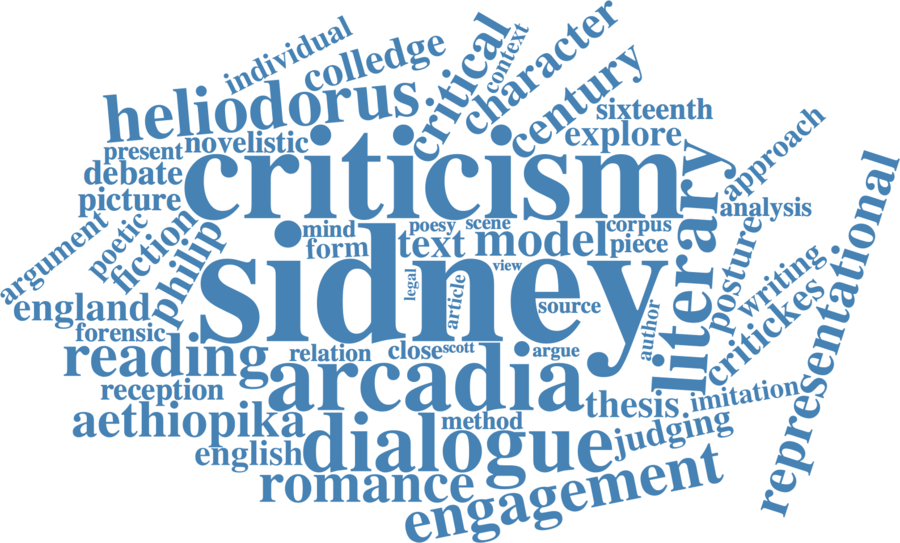 individual
colledge
critical
context
character
century
heliodorus
sixteenth
explore
novelistic
present
debate
picture
criticism
literary
approach
analysis
argument
poetic
fiction
philip
mind
poesy
scene
corpus
form
text
model
piece
sidney
legal
view
article
source
author
posture
writing
critickes
representational
england
forensic
reading
relation
close
scott
argue
reception
arcadia
thesis
imitation
aethiopika
method
judging
english
dialogue
romance
engagement